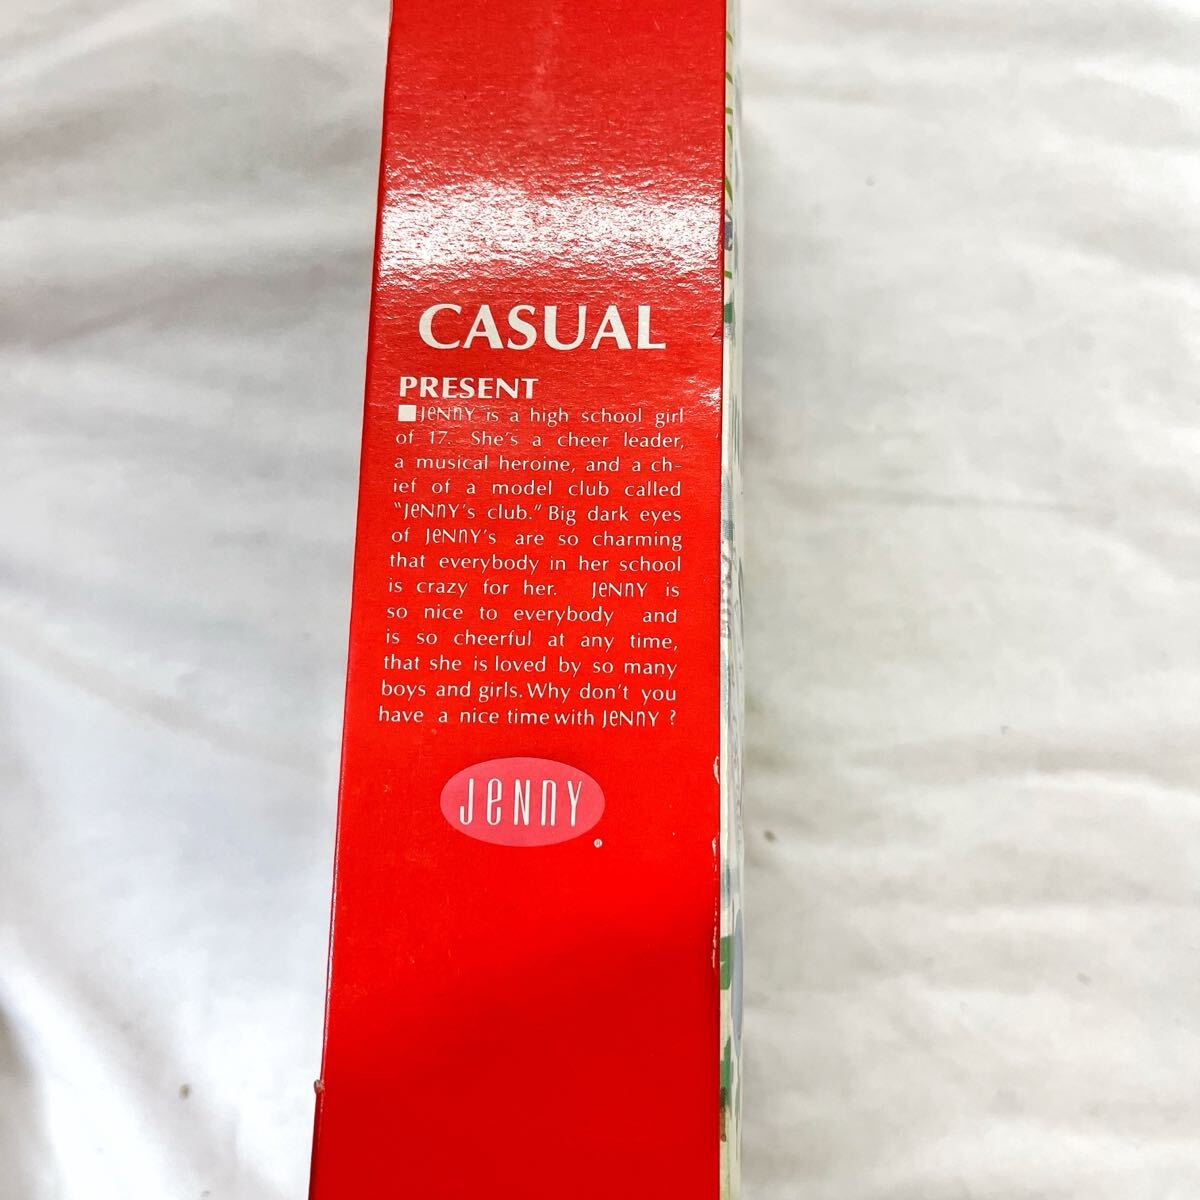 CASUAL
PRESENT
■JeNNY is a high school girl
of 17. She's a cheer leader,
a musical heroine, and a ch-
ief of a model club called
"JeNNY's club." Big dark eyes
of JeNNY's are so charming
that everybody in her school
is crazy for her. JeNNY is
so nice to everybody and
is so cheerful at any time,
that she is loved by so many
boys and girls. Why don't you
have a nice time with JeNNY ?
JeNNY
®